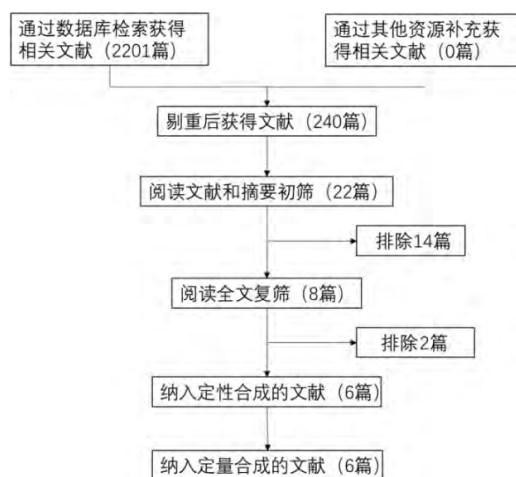 通过数据库检索获得
相关文献（2201篇）
通过其他资源补充获
得相关文献（0篇）
剔重后获得文献（240篇）
阅读文献和摘要初筛（22篇）
排除14篇
阅读全文复筛（8篇）
排除2篇
纳入定性合成的文献（6篇）
纳入定量合成的文献（6篇）